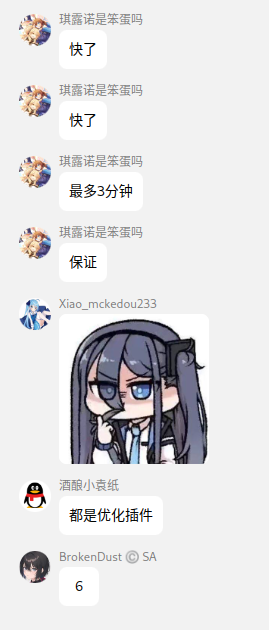 琪露诺是笨蛋吗
快了
琪露诺是笨蛋吗
快了
琪露诺是笨蛋吗
最多3分钟
琪露诺是笨蛋吗
保证
Xiao_mckedou233
酒酿小袁纸
都是优化插件
BrokenDust © SA
6